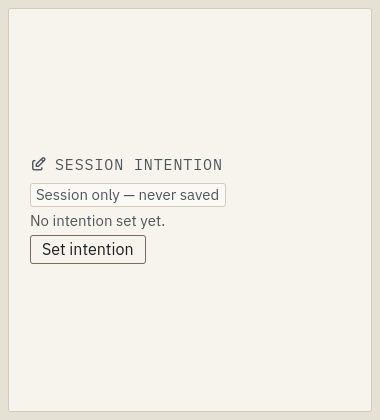 SESSION INTENTION
Session only — never saved
No intention set yet.
Set intention